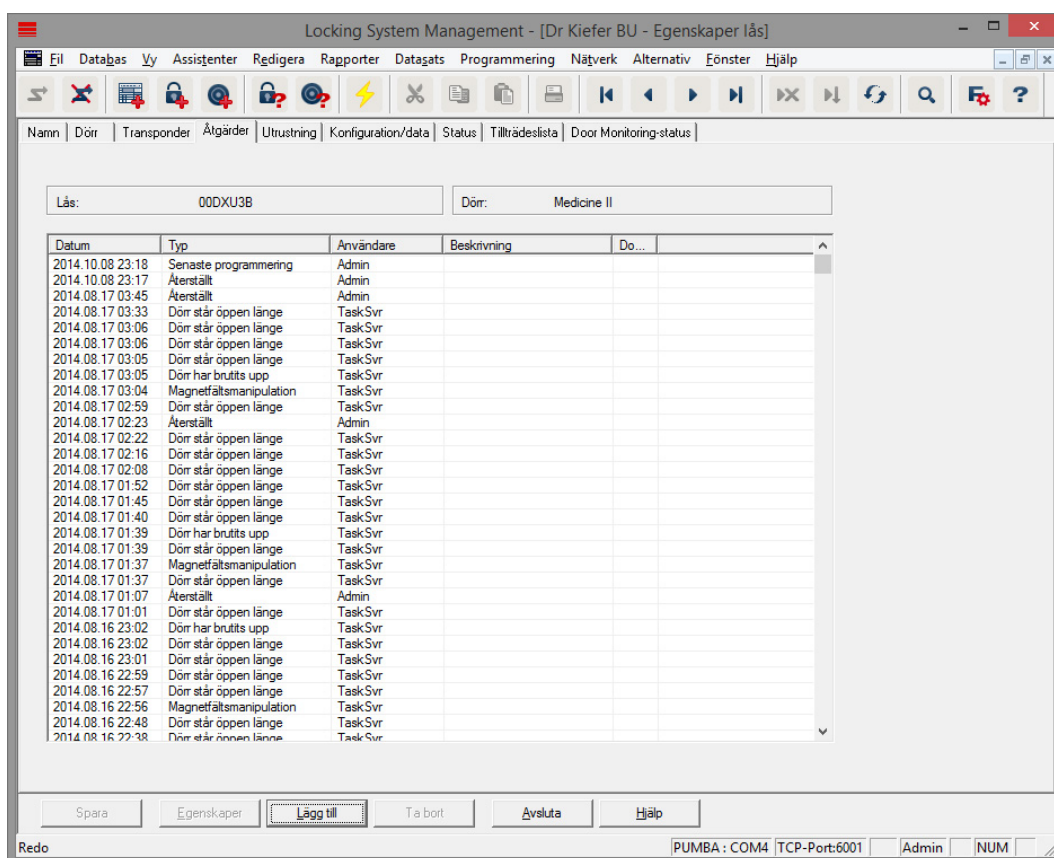 Locking System Management - [Dr Kiefer BU - Egenskaper lås]
Fil Databas Vy Assistenter Redigera Rapporter Datasats Programmering Nätverk Alternativ Fönster Hjälp
Namn Dörr Transponder Åtgärder Utrustning Konfiguration/data Status Tillträdeslista Door Monitoring-status
Lås: 00DXU3B Dörr: Medicine II
Datum Typ Användare Beskrivning Do...
2014.10.08 23:18 Senaste programmering Admin
2014.10.08 23:17 Återställt Admin
2014.08.17 03:45 Återställt Admin
2014.08.17 03:33 Dörr står öppen länge TaskSvr
2014.08.17 03:06 Dörr står öppen länge TaskSvr
2014.08.17 03:06 Dörr står öppen länge TaskSvr
2014.08.17 03:05 Dörr står öppen länge TaskSvr
2014.08.17 03:05 Dörr har brutits upp TaskSvr
2014.08.17 03:04 Magnetfältsmanipulation TaskSvr
2014.08.17 02:59 Dörr står öppen länge TaskSvr
2014.08.17 02:23 Återställt Admin
2014.08.17 02:22 Dörr står öppen länge TaskSvr
2014.08.17 02:16 Dörr står öppen länge TaskSvr
2014.08.17 02:08 Dörr står öppen länge TaskSvr
2014.08.17 01:52 Dörr står öppen länge TaskSvr
2014.08.17 01:45 Dörr står öppen länge TaskSvr
2014.08.17 01:40 Dörr står öppen länge TaskSvr
2014.08.17 01:39 Dörr har brutits upp TaskSvr
2014.08.17 01:39 Dörr står öppen länge TaskSvr
2014.08.17 01:37 Magnetfältsmanipulation TaskSvr
2014.08.17 01:37 Dörr står öppen länge TaskSvr
2014.08.17 01:07 Återställt Admin
2014.08.17 01:01 Dörr står öppen länge TaskSvr
2014.08.16 23:02 Dörr har brutits upp TaskSvr
2014.08.16 23:02 Dörr står öppen länge TaskSvr
2014.08.16 23:01 Dörr står öppen länge TaskSvr
2014.08.16 22:59 Dörr står öppen länge TaskSvr
2014.08.16 22:57 Dörr står öppen länge TaskSvr
2014.08.16 22:56 Magnetfältsmanipulation TaskSvr
2014.08.16 22:48 Dörr står öppen länge TaskSvr
2014.08.16 22:38 Dörr står öppen länge TaskSvr
Spara Egenskaper Lägg till Ta bort Avsluta Hjälp
Redo PUMBA : COM4 TCP-Port:6001 Admin NUM